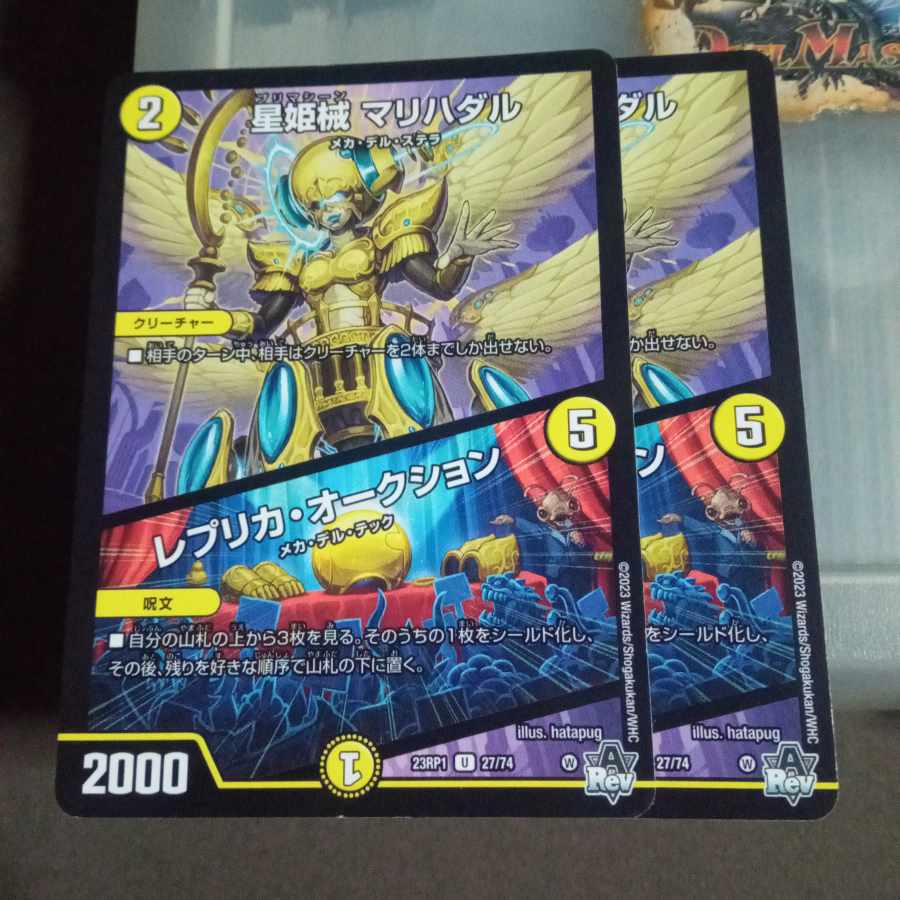 DUEL MAS
2
プリマシーン
星姫械 マリハダル
メカ・デル・ステラ
クリーチャー
■相手のターン中、相手はクリーチャーを2体までしか出せない。
5
レプリカ・オークション
メカ・デル・テック
呪文
■自分の山札の上から3枚を見る。そのうちの1枚をシールド化し、
その後、残りを好きな順序で山札の下に置く。
©2023 Wizards/Shogakukan/WHC
illus. hatapug
2000
1
23RP1 U 27/74
W
A Rev
ダル
か出せない。
5
ン
をシールド化し、
©2023 Wizards/Shogakukan/WHC
illus. hatapug
27/74
W
A Rev